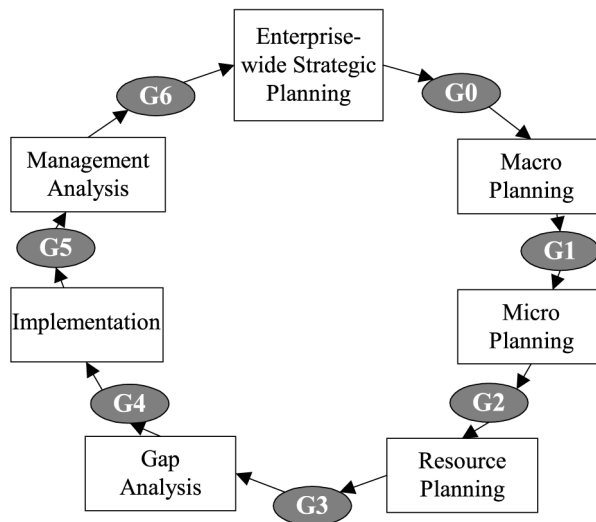 Enterprise-
wide Strategic
Planning
G0
Macro
Planning
G1
Micro
Planning
G2
Resource
Planning
G3
Gap
Analysis
G4
Implementation
G5
Management
Analysis
G6